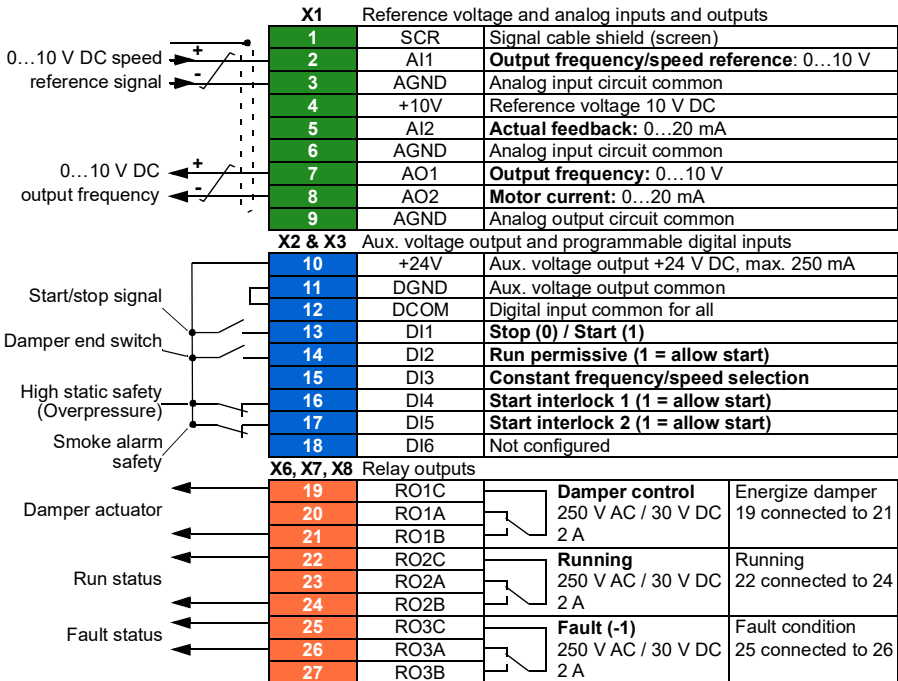 X1 Reference voltage and analog inputs and outputs
1 SCR Signal cable shield (screen)
0…10 V DC speed + 2 AI1 Output frequency/speed reference: 0…10 V
reference signal - 3 AGND Analog input circuit common
4 +10V Reference voltage 10 V DC
5 AI2 Actual feedback: 0…20 mA
6 AGND Analog input circuit common
0…10 V DC + 7 AO1 Output frequency: 0…10 V
output frequency - 8 AO2 Motor current: 0…20 mA
9 AGND Analog output circuit common
X2 & X3 Aux. voltage output and programmable digital inputs
10 +24V Aux. voltage output +24 V DC, max. 250 mA
Start/stop signal 11 DGND Aux. voltage output common
12 DCOM Digital input common for all
Damper end switch 13 DI1 Stop (0) / Start (1)
14 DI2 Run permissive (1 = allow start)
15 DI3 Constant frequency/speed selection
High static safety
(Overpressure) 16 DI4 Start interlock 1 (1 = allow start)
17 DI5 Start interlock 2 (1 = allow start)
Smoke alarm
safety 18 DI6 Not configured
X6, X7, X8 Relay outputs
19 RO1C Damper control Energize damper
Damper actuator 20 RO1A 250 V AC / 30 V DC 19 connected to 21
21 RO1B 2 A
22 RO2C Running Running
Run status 23 RO2A 250 V AC / 30 V DC 22 connected to 24
24 RO2B 2 A
Fault status 25 RO3C Fault (-1) Fault condition
26 RO3A 250 V AC / 30 V DC 25 connected to 26
27 RO3B 2 A